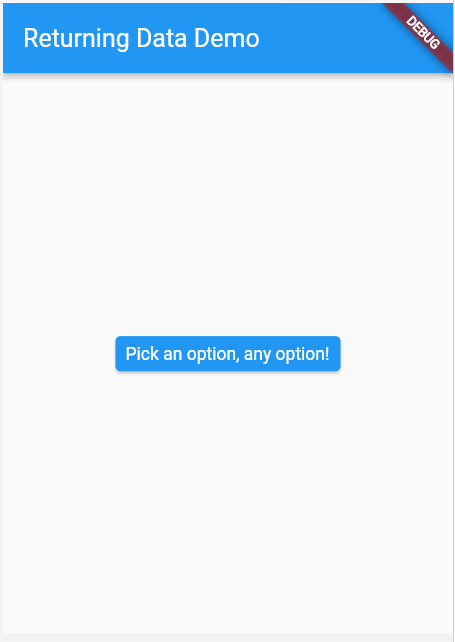 Returning Data Demo
DEBUG
Pick an option, any option!